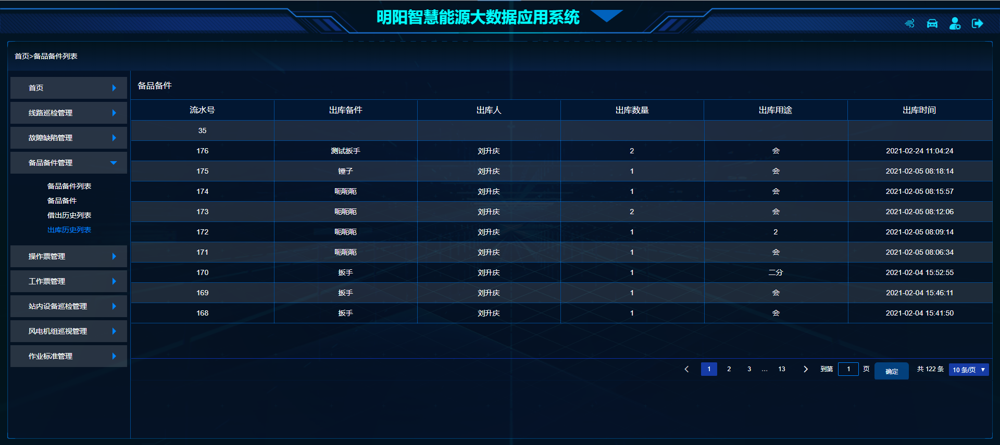 明阳智慧能源大数据应用系统
首页>备品备件列表
首页
线路巡检管理
故障缺陷管理
备品备件管理
备品备件列表
备品备件
借出历史列表
出库历史列表
操作票管理
工作票管理
站内设备巡检管理
风电机组巡视管理
作业标准管理
备品备件
流水号 出库备件 出库人 出库数量 出库用途 出库时间
35
176 测试扳手 刘升庆 2 会 2021-02-24 11:04:24
175 锤子 刘升庆 1 会 2021-02-05 08:18:14
174 呃呃呃 刘升庆 1 会 2021-02-05 08:15:57
173 呃呃呃 刘升庆 2 会 2021-02-05 08:12:06
172 呃呃呃 刘升庆 1 2 2021-02-05 08:09:14
171 呃呃呃 刘升庆 1 会 2021-02-05 08:06:34
170 扳手 刘升庆 1 二分 2021-02-04 15:52:55
169 扳手 刘升庆 1 会 2021-02-04 15:46:11
168 扳手 刘升庆 1 会 2021-02-04 15:41:50
1 2 3 … 13 到第 1 页 确定 共 122 条 10 条/页